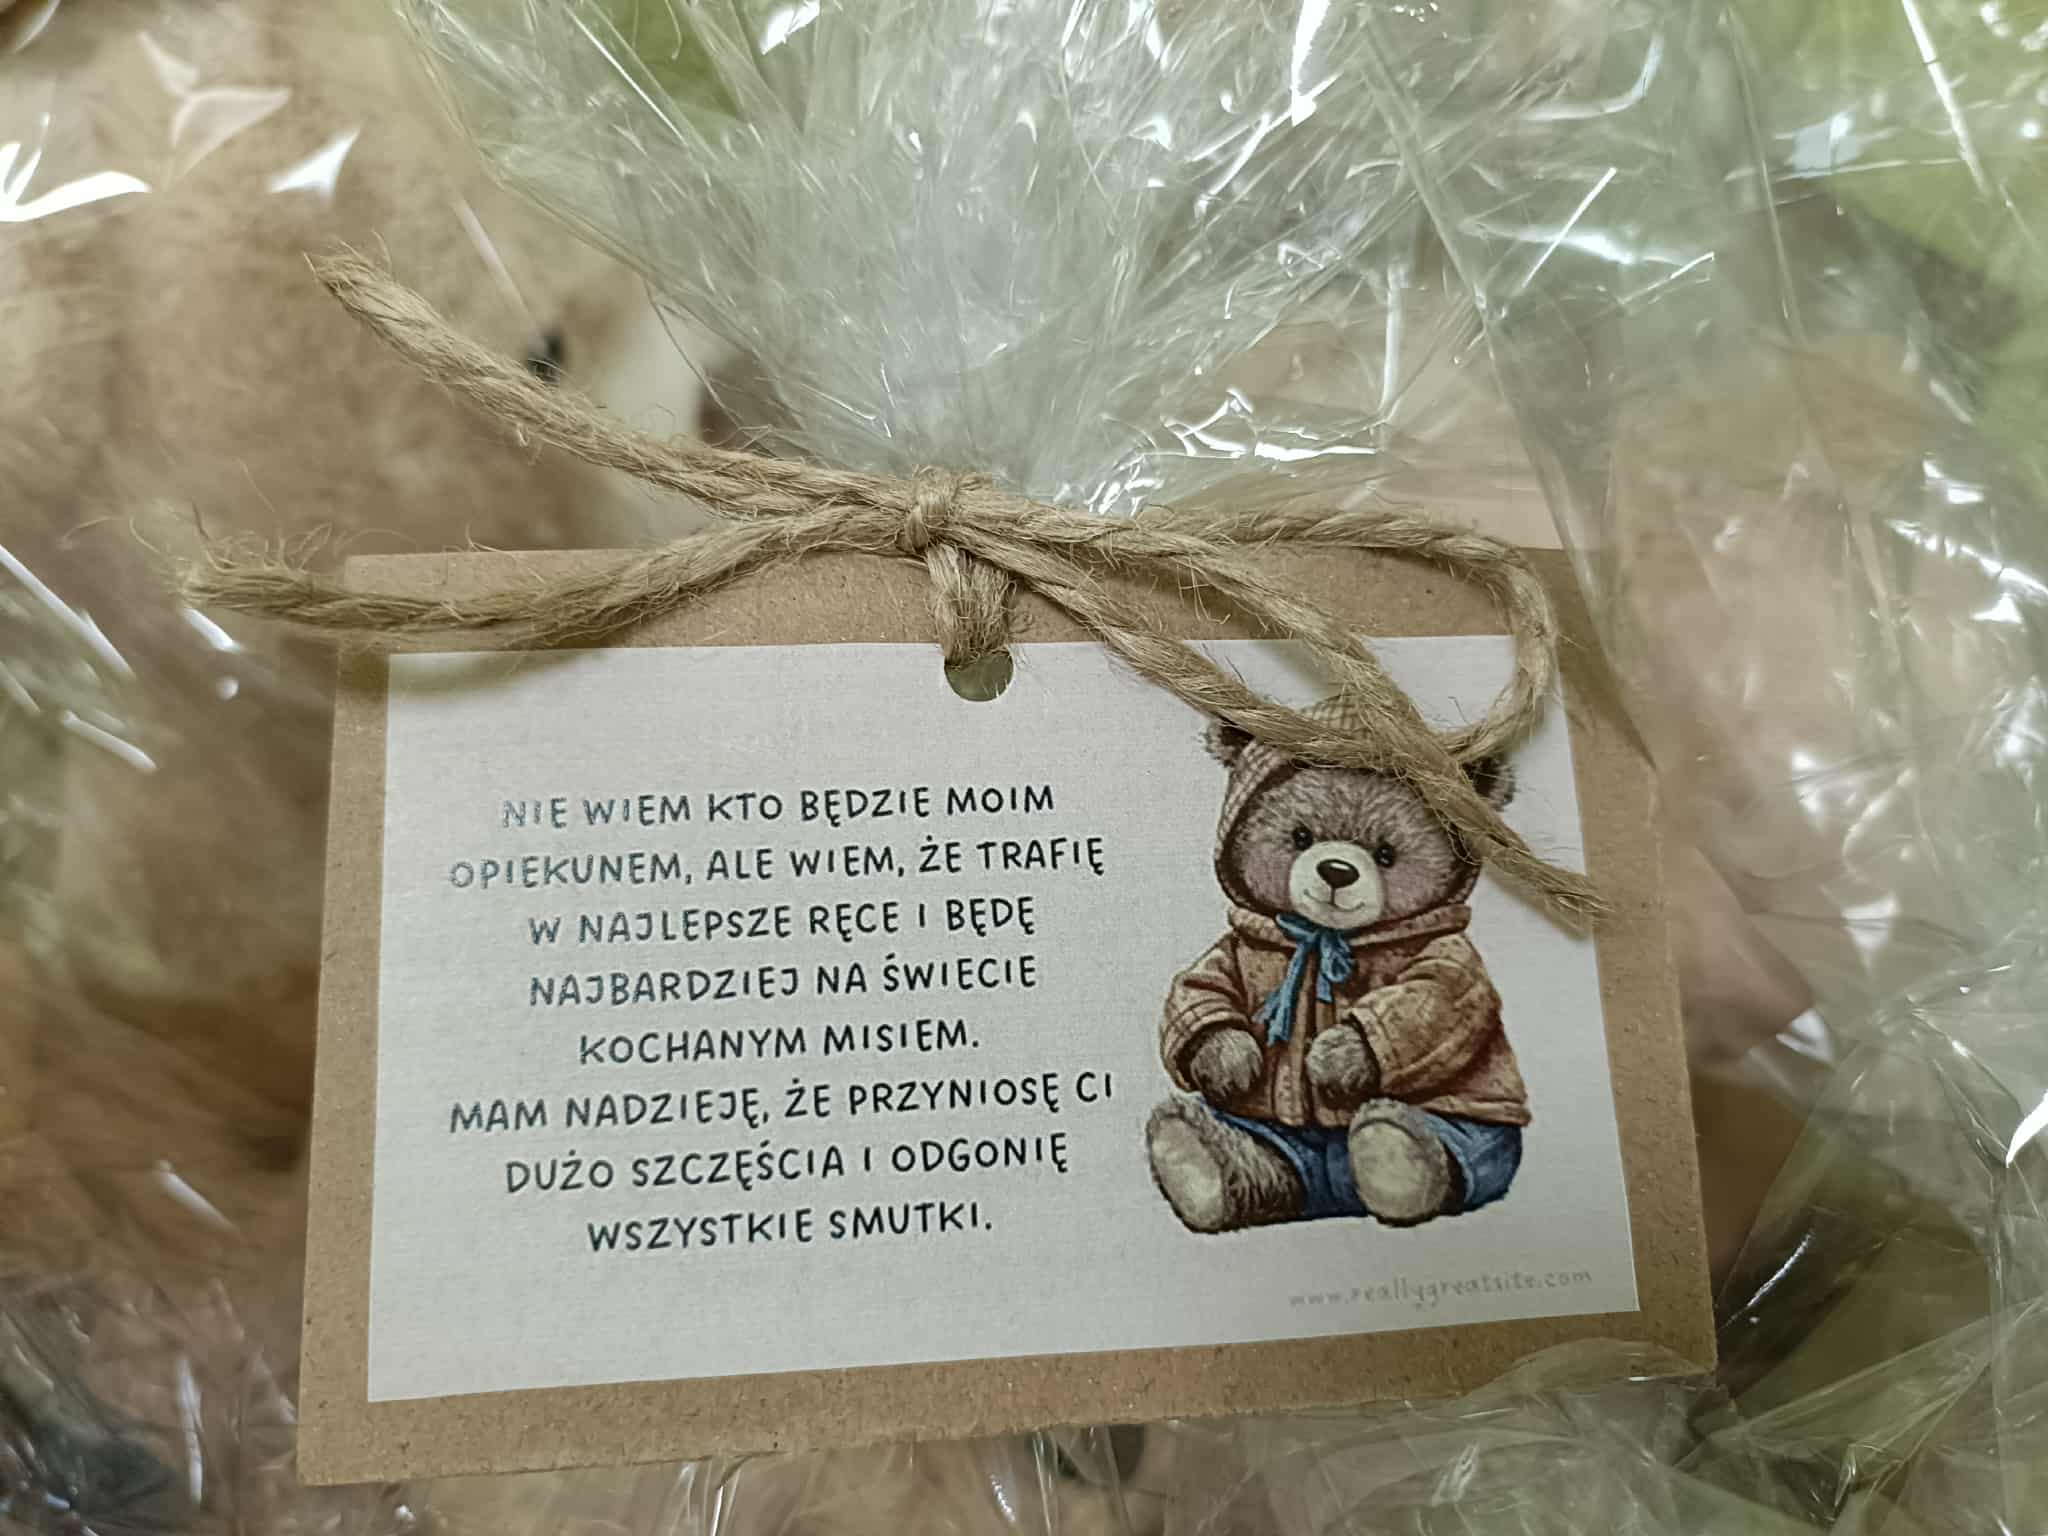 NIE WIEM KTO BĘDZIE MOIM
OPIEKUNEM, ALE WIEM, ŻE TRAFIĘ
W NAJLEPSZE RĘCE I BĘDĘ
NAJBARDZIEJ NA ŚWIECIE
KOCHANYM MISIEM.
MAM NADZIEJĘ, ŻE PRZYNIOSĘ CI
DUŻO SZCZĘŚCIA I ODGONIĘ
WSZYSTKIE SMUTKI.
www.reallygreatsite.com